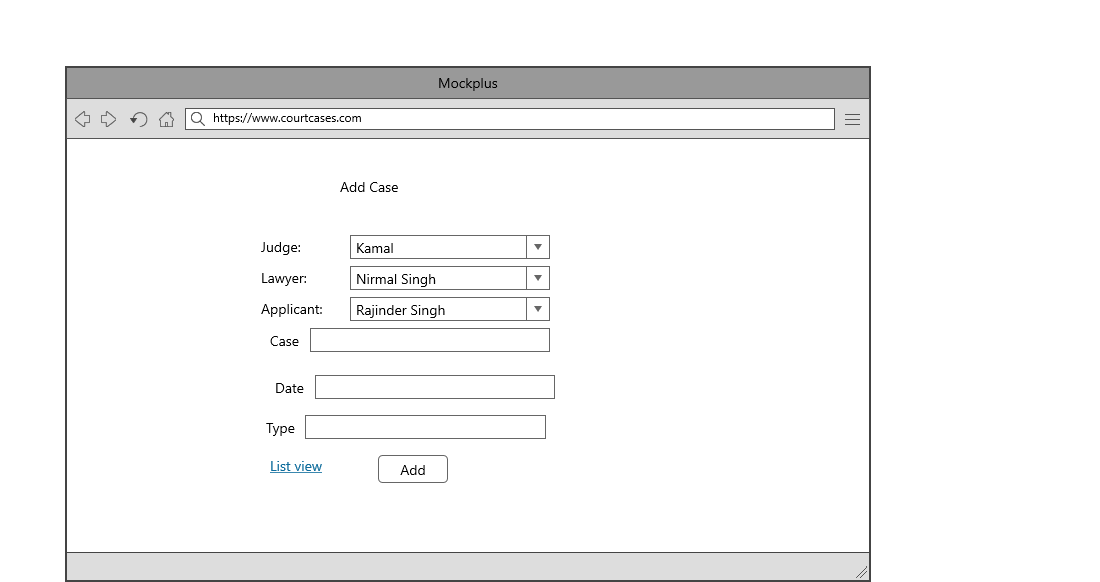 Mockplus
https://www.courtcases.com
Add Case
Judge: Kamal
Lawyer: Nirmal Singh
Applicant: Rajinder Singh
Case
Date
Type
List view Add